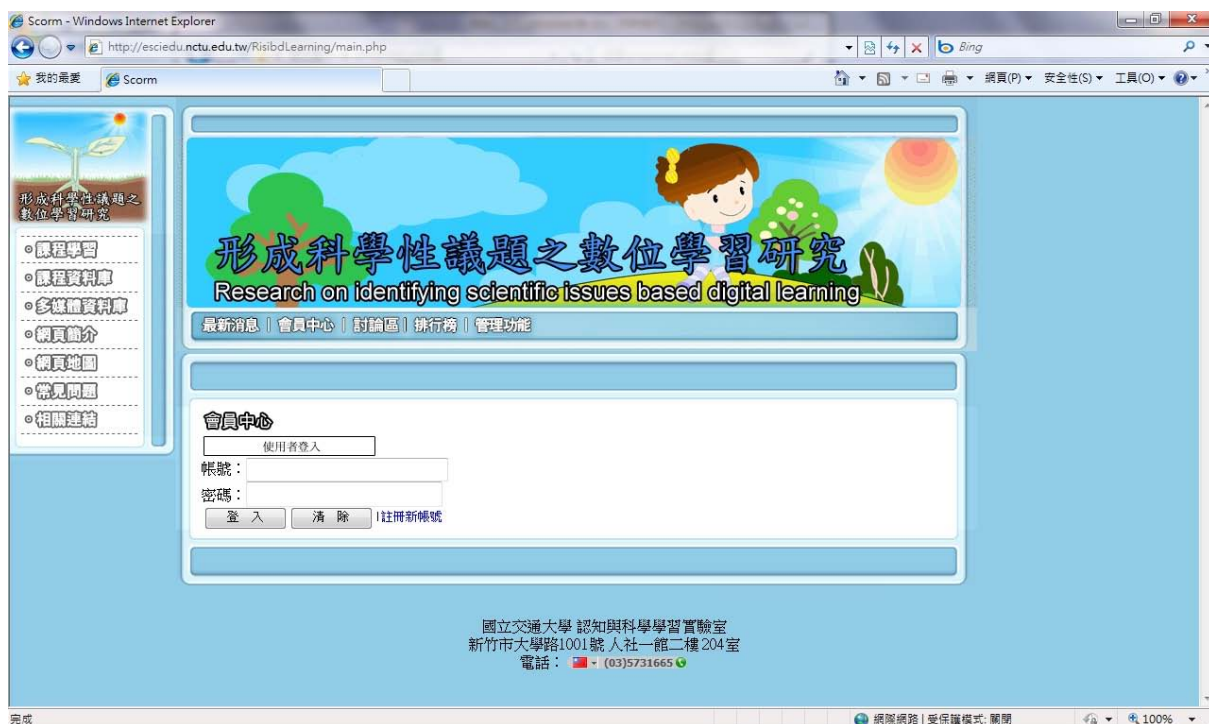 Scorm - Windows Internet Explorer
http://esciedu.nctu.edu.tw/RisibdLearning/main.php
Bing
我的最愛
Scorm
網頁(P)
安全性(S)
工具(O)
形成科學性議題之
數位學習研究
課程學習
課程資料庫
多媒體資料庫
網頁簡介
網頁地圖
常見問題
相關連結
形成科學性議題之數位學習研究
Research on identifying scientific issues based digital learning
最新消息 | 會員中心 | 討論區 | 排行榜 | 管理功能
會員中心
使用者登入
帳號：
密碼：
登 入 清 除 |註冊新帳號
國立交通大學 認知與科學學習實驗室
新竹市大學路1001號 人社一館二樓 204室
電話： (03)5731665
完成
網際網路 | 受保護模式: 關閉
100%